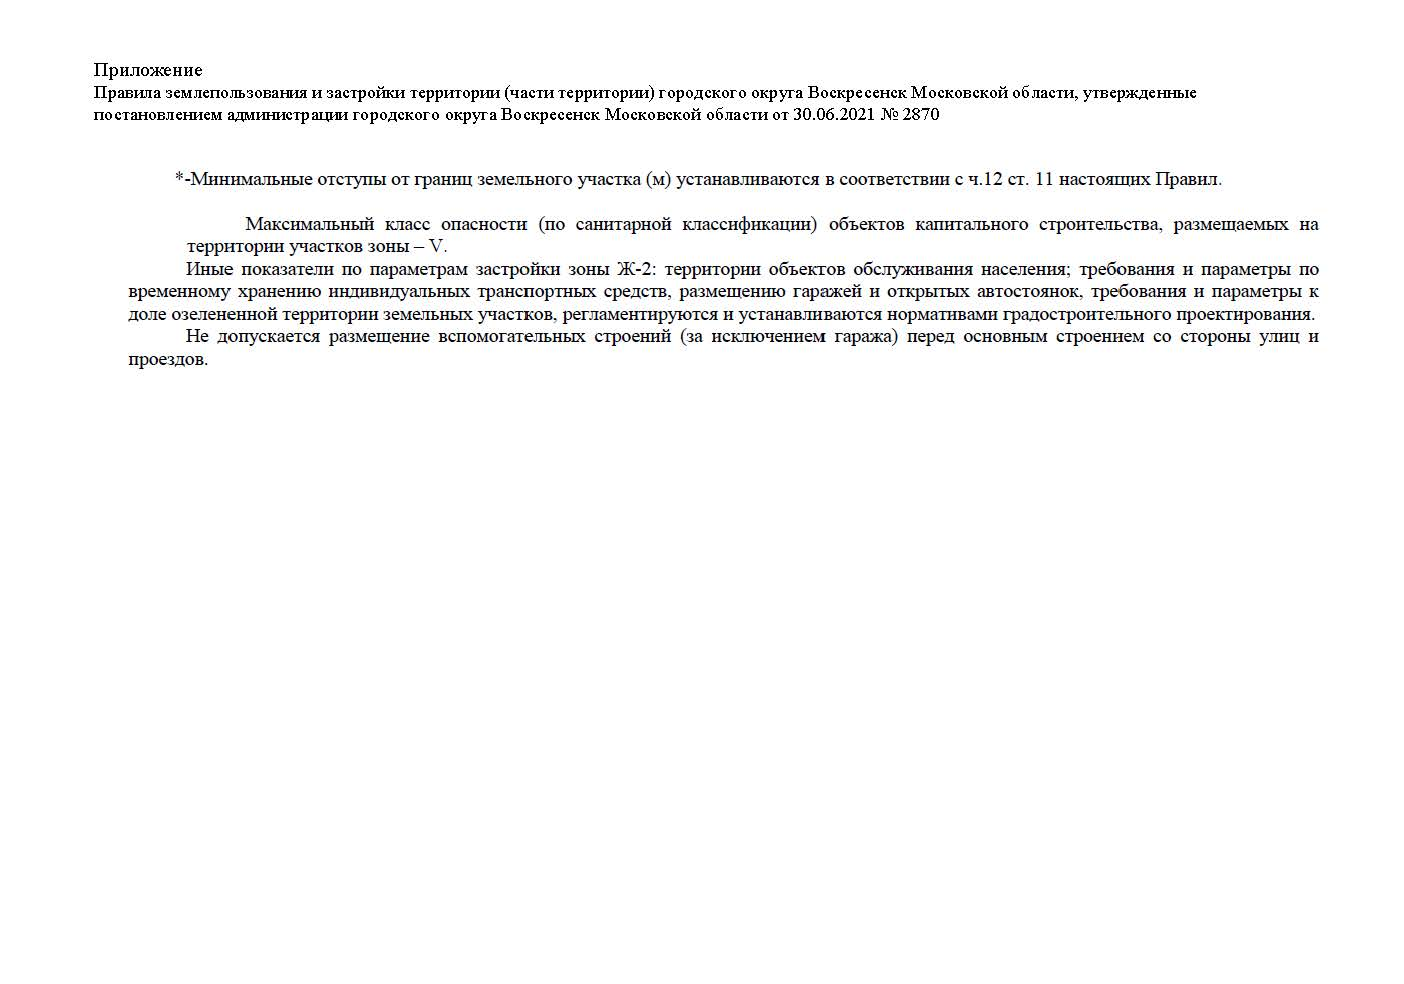 Приложение
Правила землепользования и застройки территории (части территории) городского округа Воскресенск Московской области, утвержденные
постановлением администрации городского округа Воскресенск Московской области от 30.06.2021 № 2870
*-Минимальные отступы от границ земельного участка (м) устанавливаются в соответствии с ч.12 ст. 11 настоящих Правил.
Максимальный класс опасности (по санитарной классификации) объектов капитального строительства, размещаемых на
территории участков зоны – V.
Иные показатели по параметрам застройки зоны Ж-2: территории объектов обслуживания населения; требования и параметры по
временному хранению индивидуальных транспортных средств, размещению гаражей и открытых автостоянок, требования и параметры к
доле озелененной территории земельных участков, регламентируются и устанавливаются нормативами градостроительного проектирования.
Не допускается размещение вспомогательных строений (за исключением гаража) перед основным строением со стороны улиц и
проездов.